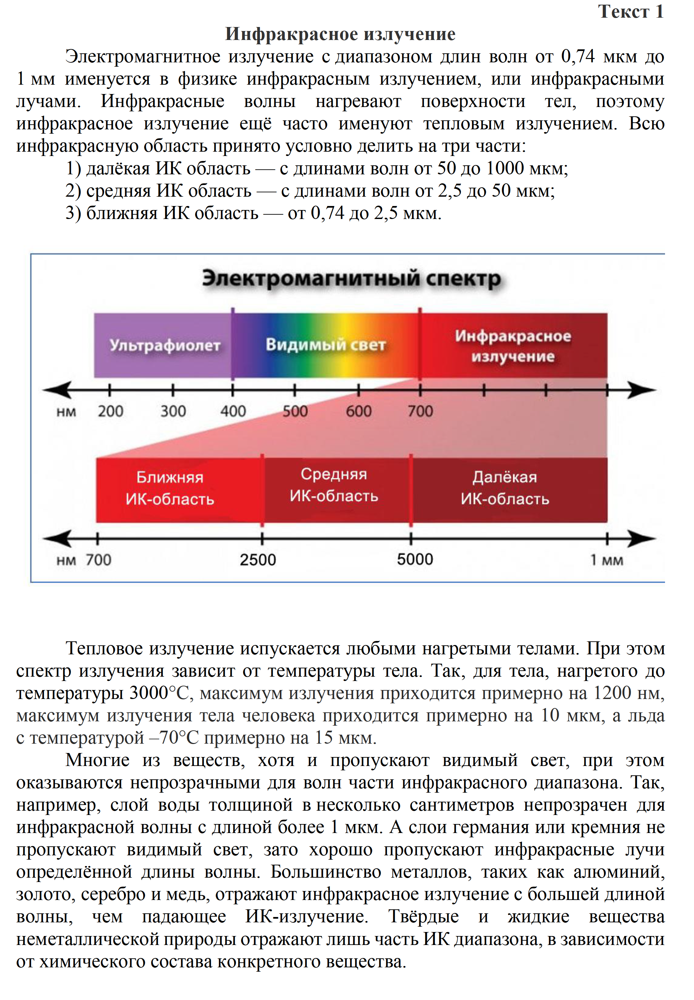 Текст 1
Инфракрасное излучение
Электромагнитное излучение с диапазоном длин волн от 0,74 мкм до
1 мм именуется в физике инфракрасным излучением, или инфракрасными
лучами. Инфракрасные волны нагревают поверхности тел, поэтому
инфракрасное излучение ещё часто именуют тепловым излучением. Всю
инфракрасную область принято условно делить на три части:
1) далёкая ИК область — с длинами волн от 50 до 1000 мкм;
2) средняя ИК область — с длинами волн от 2,5 до 50 мкм;
3) ближняя ИК область — от 0,74 до 2,5 мкм.
Электромагнитный спектр
Ультрафиолет
Видимый свет
Инфракрасное
излучение
нм 200 300 400 500 600 700
Ближняя
ИК-область
Средняя
ИК-область
Далёкая
ИК-область
нм 700 2500 5000 1 мм
Тепловое излучение испускается любыми нагретыми телами. При этом
спектр излучения зависит от температуры тела. Так, для тела, нагретого до
температуры 3000°С, максимум излучения приходится примерно на 1200 нм,
максимум излучения тела человека приходится примерно на 10 мкм, а льда
с температурой –70°С примерно на 15 мкм.
Многие из веществ, хотя и пропускают видимый свет, при этом
оказываются непрозрачными для волн части инфракрасного диапазона. Так,
например, слой воды толщиной в несколько сантиметров непрозрачен для
инфракрасной волны с длиной более 1 мкм. А слои германия или кремния не
пропускают видимый свет, зато хорошо пропускают инфракрасные лучи
определённой длины волны. Большинство металлов, таких как алюминий,
золото, серебро и медь, отражают инфракрасное излучение с большей длиной
волны, чем падающее ИК-излучение. Твёрдые и жидкие вещества
неметаллической природы отражают лишь часть ИК диапазона, в зависимости
от химического состава конкретного вещества.